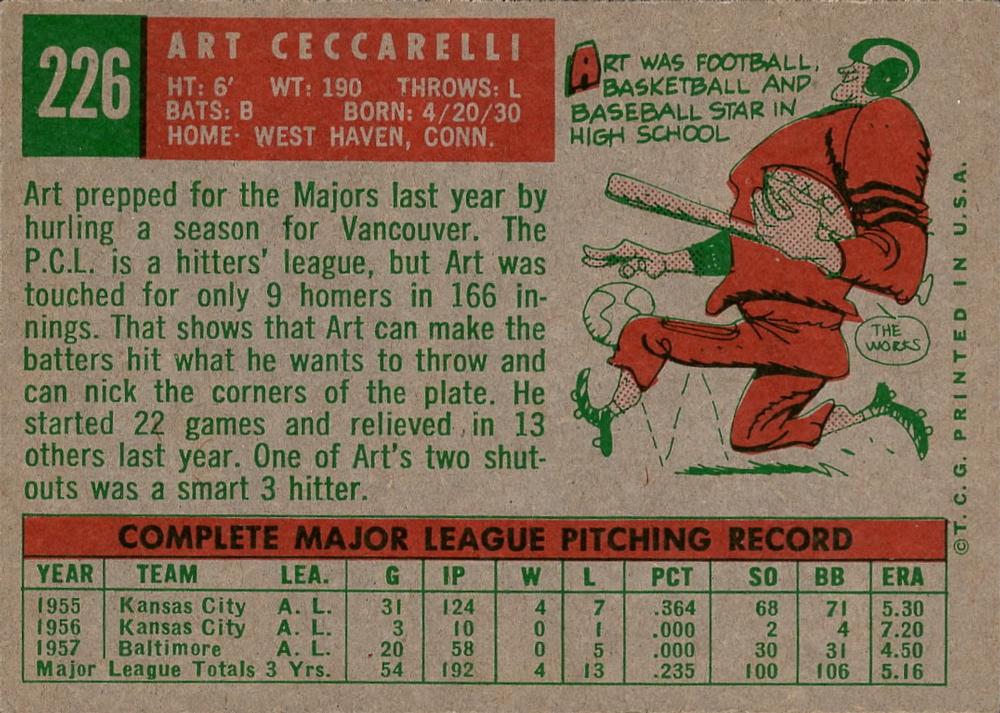 226
ART CECCARELLI
HT: 6' WT: 190 THROWS: L
BATS: B BORN: 4/20/30
HOME- WEST HAVEN, CONN.
ART WAS FOOTBALL,
BASKETBALL AND
BASEBALL STAR IN
HIGH SCHOOL
THE
WORKS
Art prepped for the Majors last year by
hurling a season for Vancouver. The
P.C.L. is a hitters' league, but Art was
touched for only 9 homers in 166 in-
nings. That shows that Art can make the
batters hit what he wants to throw and
can nick the corners of the plate. He
started 22 games and relieved in 13
others last year. One of Art's two shut-
outs was a smart 3 hitter.
COMPLETE MAJOR LEAGUE PITCHING RECORD
YEAR TEAM LEA. G IP W L PCT SO BB ERA
1955 Kansas City A. L. 31 124 4 7 .364 68 71 5.30
1956 Kansas City A. L. 3 10 0 1 .000 2 4 7.20
1957 Baltimore A. L. 20 58 0 5 .000 30 31 4.50
Major League Totals 3 Yrs. 54 192 4 13 .235 100 106 5.16
©T. C. G. PRINTED IN U.S.A.